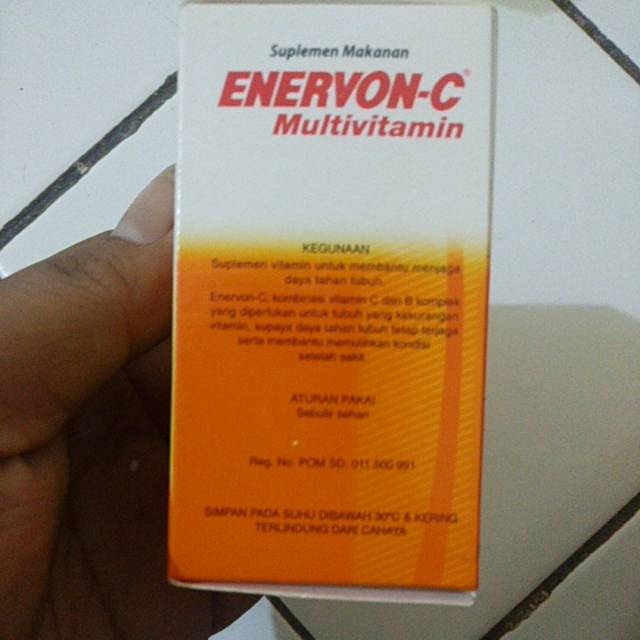 Suplemen Makanan
ENERVON-C®
Multivitamin
KEGUNAAN
Suplemen vitamin untuk membantu menjaga
daya tahan tubuh.
Enervon-C, kombinasi vitamin C dan B komplek
yang diperlukan untuk tubuh yang kekurangan
vitamin, supaya daya tahan tubuh tetap terjaga
serta membantu memulihkan kondisi
setelah sakit.
ATURAN PAKAI
Sebutir sehari
Reg. No. POM SD. 011 500 991
SIMPAN PADA SUHU DIBAWAH 30°C & KERING
TERLINDUNG DARI CAHAYA